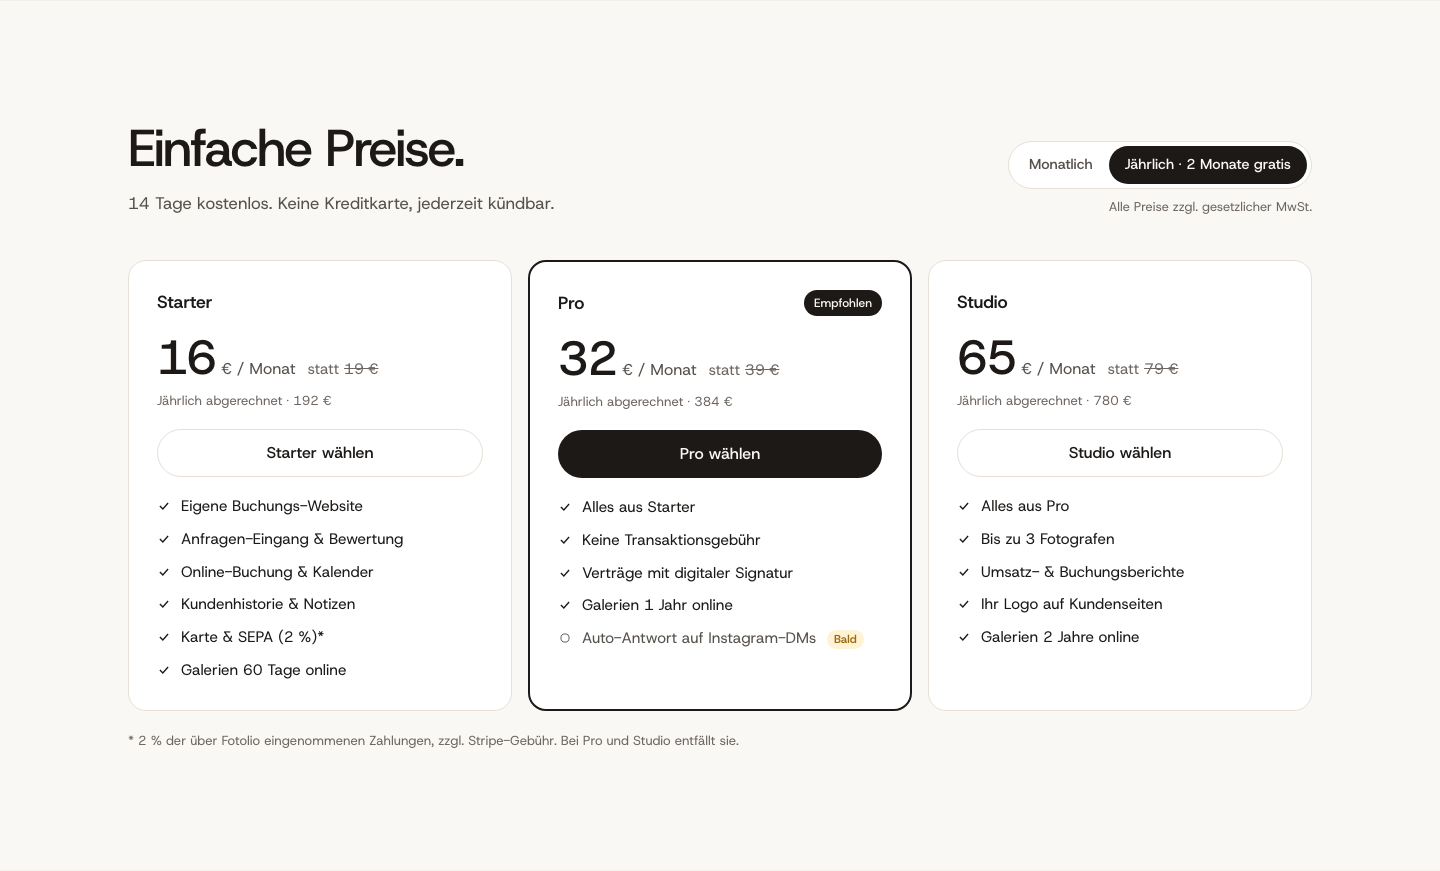 Einfache Preise.
14 Tage kostenlos. Keine Kreditkarte, jederzeit kündbar.
Monatlich
Jährlich · 2 Monate gratis
Alle Preise zzgl. gesetzlicher MwSt.
Starter
16 € / Monat statt 19 €
Jährlich abgerechnet · 192 €
Starter wählen
Eigene Buchungs-Website
Anfragen-Eingang & Bewertung
Online-Buchung & Kalender
Kundenhistorie & Notizen
Karte & SEPA (2 %)*
Galerien 60 Tage online
Pro
Empfohlen
32 € / Monat statt 39 €
Jährlich abgerechnet · 384 €
Pro wählen
Alles aus Starter
Keine Transaktionsgebühr
Verträge mit digitaler Signatur
Galerien 1 Jahr online
Auto-Antwort auf Instagram-DMs Bald
Studio
65 € / Monat statt 79 €
Jährlich abgerechnet · 780 €
Studio wählen
Alles aus Pro
Bis zu 3 Fotografen
Umsatz- & Buchungsberichte
Ihr Logo auf Kundenseiten
Galerien 2 Jahre online
* 2 % der über Fotolio eingenommenen Zahlungen, zzgl. Stripe-Gebühr. Bei Pro und Studio entfällt sie.